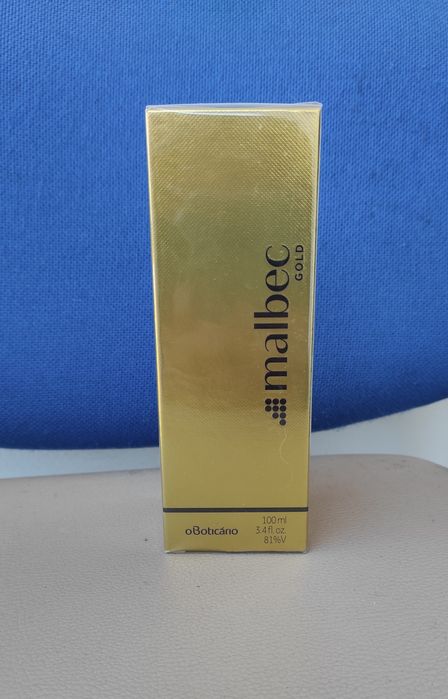 malbec
GOLD
oBoticário
100 ml
3.4 fl. oz.
81%V